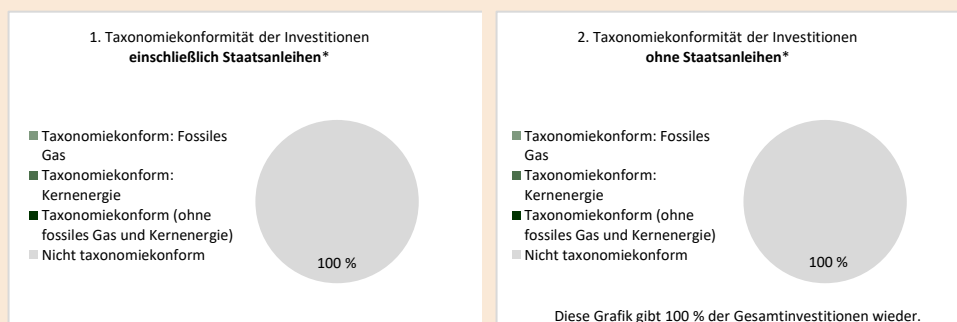 1. Taxonomiekonformität der Investitionen
einschließlich Staatsanleihen*
Taxonomiekonform: Fossiles
Gas
Taxonomiekonform:
Kernenergie
Taxonomiekonform (ohne
fossiles Gas und Kernenergie)
Nicht taxonomiekonform
100 %
2. Taxonomiekonformität der Investitionen
ohne Staatsanleihen*
Taxonomiekonform: Fossiles
Gas
Taxonomiekonform:
Kernenergie
Taxonomiekonform (ohne
fossiles Gas und Kernenergie)
Nicht taxonomiekonform
100 %
Diese Grafik gibt 100 % der Gesamtinvestitionen wieder.